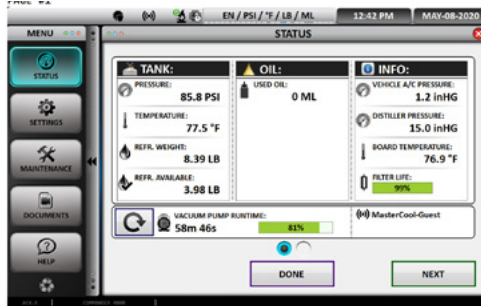 EN / PSI / °F / LB / ML
12:42 PM
MAY-08-2020
MENU
STATUS
STATUS
SETTINGS
MAINTENANCE
DOCUMENTS
HELP
TANK:
PRESSURE:
85.8 PSI
TEMPERATURE:
77.5 °F
REFR. WEIGHT:
8.39 LB
REFR. AVAILABLE:
3.98 LB
OIL:
USED OIL:
0 ML
INFO:
VEHICLE A/C PRESSURE:
1.2 inHG
DISTILLER PRESSURE:
15.0 inHG
BOARD TEMPERATURE:
76.9 °F
FILTER LIFE:
99%
VACUUM PUMP RUNTIME:
58m 46s
81%
MasterCool-Guest
DONE
NEXT